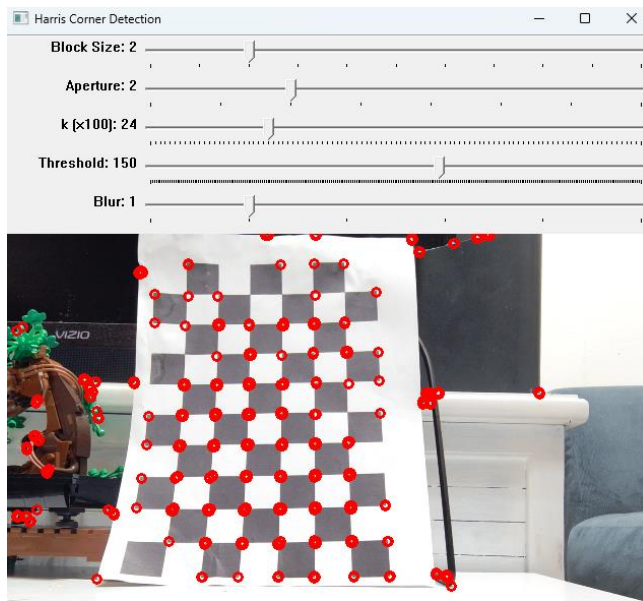 Harris Corner Detection
Block Size: 2
Aperture: 2
k (x100): 24
Threshold: 150
Blur: 1
VIZIO